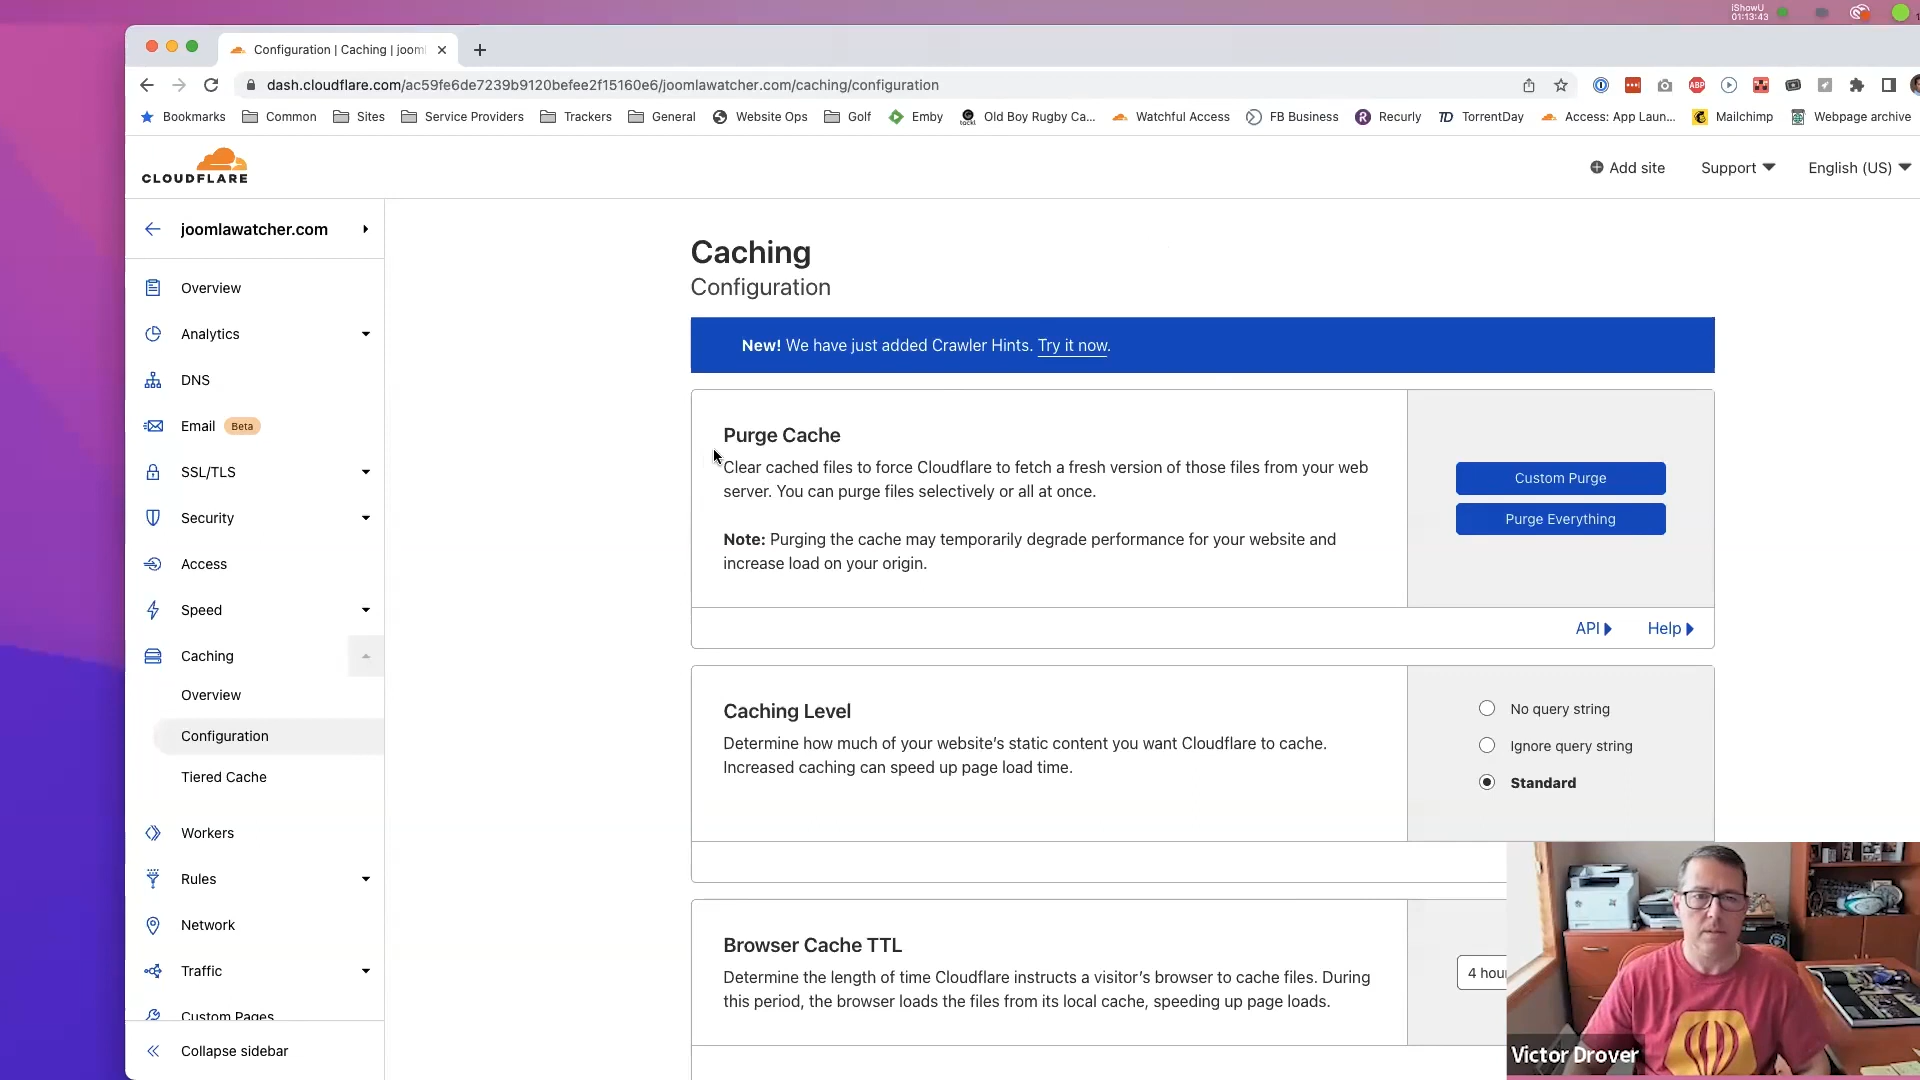 iShowU
01:13:43
Configuration | Caching | jooml
dash.cloudflare.com/ac59fe6de7239b9120befee2f15160e6/joomlawatcher.com/caching/configuration
ABP
Bookmarks Common Sites Service Providers Trackers General Website Ops Golf Emby Old Boy Rugby Ca... Watchful Access FB Business Recurly TD TorrentDay Access: App Laun... Mailchimp Webpage archive
CLOUDFLARE
Add site Support English (US)
joomlawatcher.com
Overview
Analytics
DNS
Email Beta
SSL/TLS
Security
Access
Speed
Caching
Overview
Configuration
Tiered Cache
Workers
Rules
Network
Traffic
Custom Pages
Collapse sidebar
Caching
Configuration
New! We have just added Crawler Hints. Try it now.
Purge Cache
Clear cached files to force Cloudflare to fetch a fresh version of those files from your web
server. You can purge files selectively or all at once.
Note: Purging the cache may temporarily degrade performance for your website and
increase load on your origin.
Custom Purge
Purge Everything
API Help
Caching Level
Determine how much of your website's static content you want Cloudflare to cache.
Increased caching can speed up page load time.
No query string
Ignore query string
Standard
Browser Cache TTL
Determine the length of time Cloudflare instructs a visitor's browser to cache files. During
this period, the browser loads the files from its local cache, speeding up page loads.
4 hou
Victor Drover